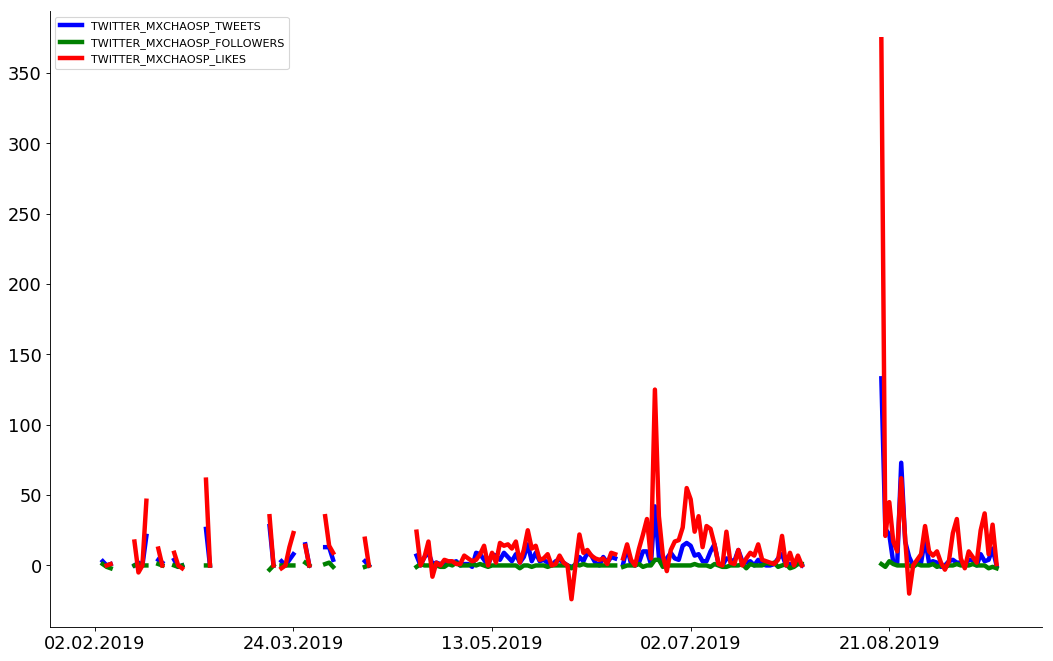 TWITTER_MXCHAOSP_TWEETS
TWITTER_MXCHAOSP_FOLLOWERS
TWITTER_MXCHAOSP_LIKES
350
300
250
200
150
100
50
0
02.02.2019 24.03.2019 13.05.2019 02.07.2019 21.08.2019